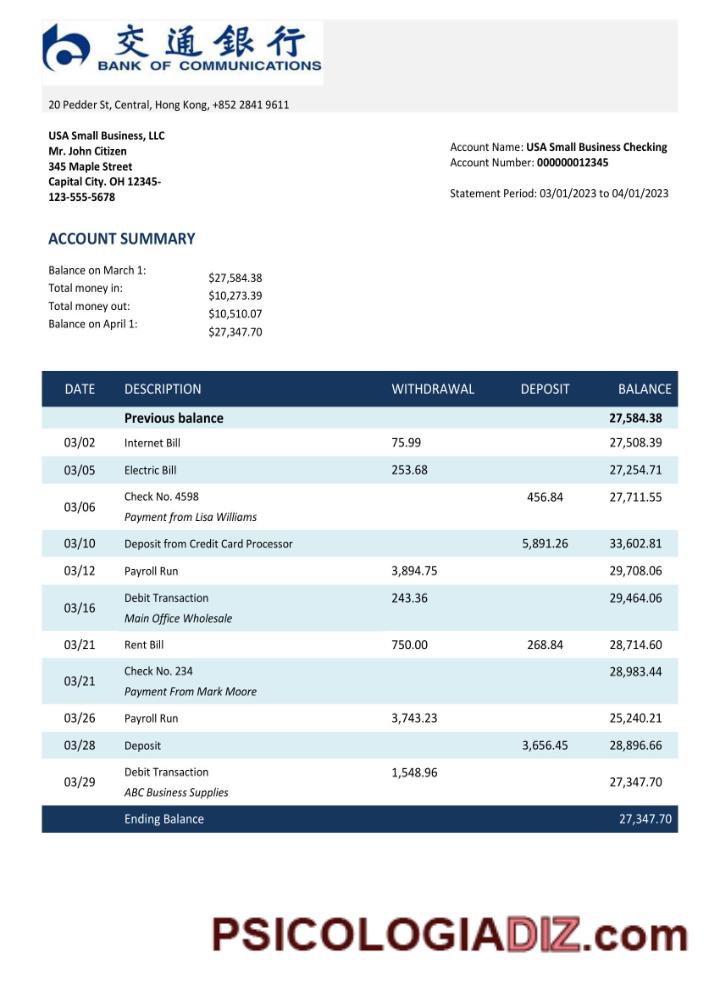 交通銀行
BANK OF COMMUNICATIONS
20 Pedder St, Central, Hong Kong, +852 2841 9611
USA Small Business, LLC
Mr. John Citizen
345 Maple Street
Capital City. OH 12345-
123-555-5678
Account Name: USA Small Business Checking
Account Number: 000000012345
Statement Period: 03/01/2023 to 04/01/2023
ACCOUNT SUMMARY
Balance on March 1: $27,584.38
Total money in: $10,273.39
Total money out: $10,510.07
Balance on April 1: $27,347.70
DATE DESCRIPTION WITHDRAWAL DEPOSIT BALANCE
Previous balance 27,584.38
03/02 Internet Bill 75.99 27,508.39
03/05 Electric Bill 253.68 27,254.71
03/06 Check No. 4598 456.84 27,711.55
Payment from Lisa Williams
03/10 Deposit from Credit Card Processor 5,891.26 33,602.81
03/12 Payroll Run 3,894.75 29,708.06
03/16 Debit Transaction 243.36 29,464.06
Main Office Wholesale
03/21 Rent Bill 750.00 268.84 28,714.60
03/21 Check No. 234 28,983.44
Payment From Mark Moore
03/26 Payroll Run 3,743.23 25,240.21
03/28 Deposit 3,656.45 28,896.66
03/29 Debit Transaction 1,548.96 27,347.70
ABC Business Supplies
Ending Balance 27,347.70
PSICOLOGIADIZ.com